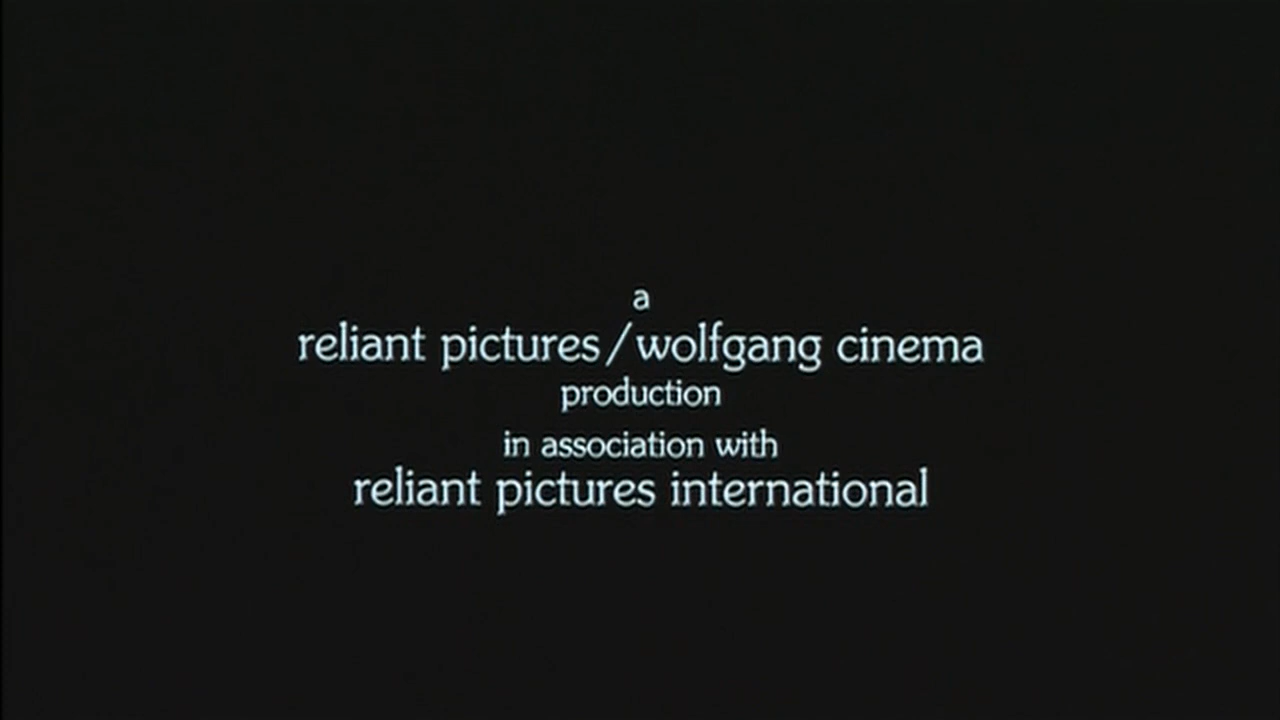 a
reliant pictures/wolfgang cinema
production
in association with
reliant pictures international